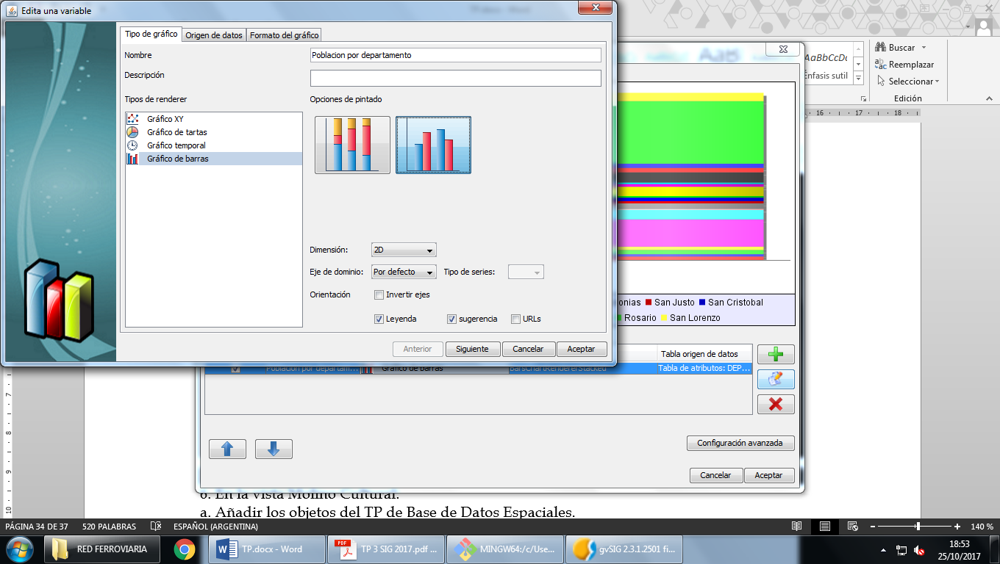 Edita una variable
Tipo de gráfico
Origen de datos
Formato del gráfico
Nombre
Poblacion por departamento
Descripción
Tipos de renderer
Opciones de pintado
Gráfico XY
Gráfico de tartas
Gráfico temporal
Gráfico de barras
Dimensión:
2D
Eje de dominio:
Por defecto
Tipo de series:
Orientación
Invertir ejes
Leyenda
sugerencia
URLs
Anterior
Siguiente
Cancelar
Aceptar
AaBbCcDc
Énfasis sutil
Buscar
Reemplazar
Seleccionar
Edición
16
17
18
onias
San Justo
San Cristobal
Rosario
San Lorenzo
Tabla origen de datos
Poblacion por departam...
Gráfico de barras
BarsChartRendererStacked
Tabla de atributos: DEP...
Configuración avanzada
Cancelar
Aceptar
7
8
9
10
6. En la vista Molino Cultural:
a. Añadir los objetos del TP de Base de Datos Espaciales.
PÁGINA 34 DE 37
520 PALABRAS
ESPAÑOL (ARGENTINA)
140 %
RED FERROVIARIA
TP.docx - Word
TP 3 SIG 2017.pdf ...
MINGW64:/c/Use...
gvSIG 2.3.1.2501 fi...
18:53
25/10/2017